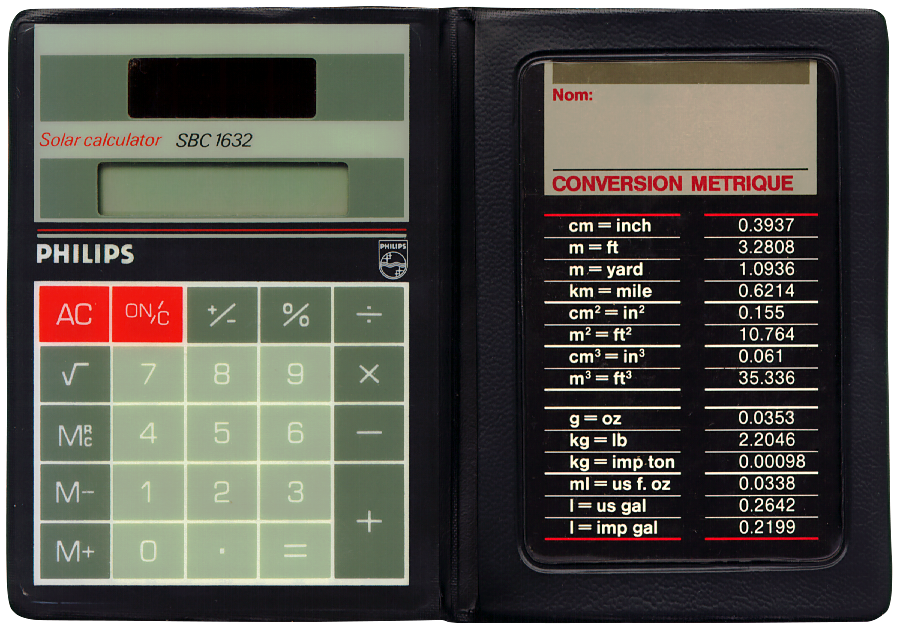 Solar calculator SBC 1632
PHILIPS
PHILIPS
AC ON/C +/− % ÷
√ 7 8 9 ×
MRC 4 5 6 −
M− 1 2 3
+
M+ 0 . =
Nom:
CONVERSION METRIQUE
cm = inch 0.3937
m = ft 3.2808
m = yard 1.0936
km = mile 0.6214
cm² = in² 0.155
m² = ft² 10.764
cm³ = in³ 0.061
m³ = ft³ 35.336
g = oz 0.0353
kg = lb 2.2046
kg = imp ton 0.00098
ml = us f. oz 0.0338
l = us gal 0.2642
l = imp gal 0.2199